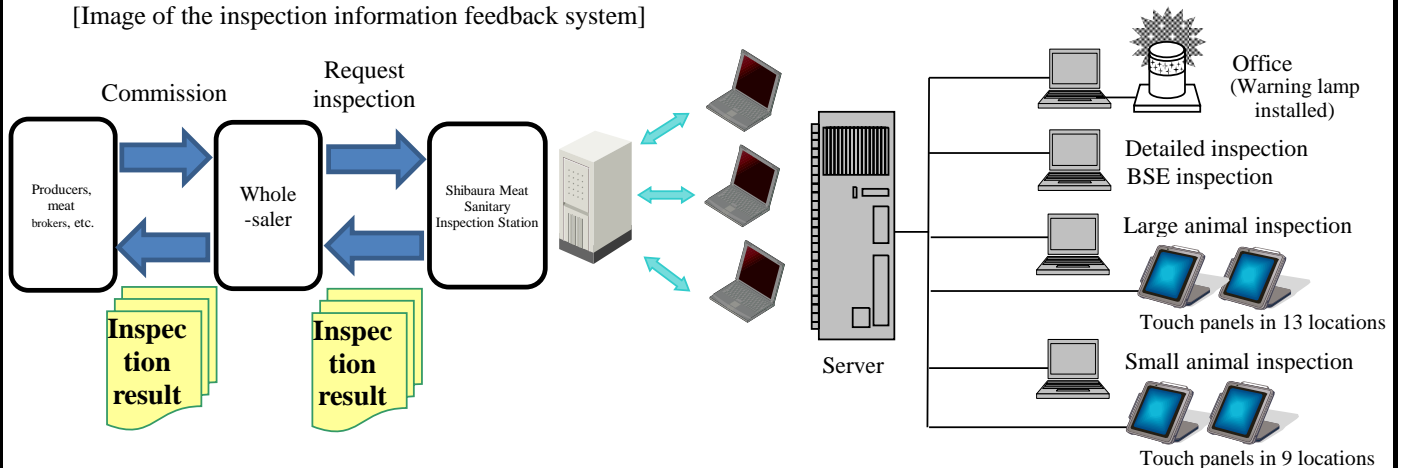 [Image of the inspection information feedback system]
Commission
Request
inspection
Producers,
meat
brokers, etc.
Whole
-saler
Shibaura Meat
Sanitary
Inspection Station
Inspec
tion
result
Inspec
tion
result
Server
Office
(Warning lamp
installed)
Detailed inspection
BSE inspection
Large animal inspection
Touch panels in 13 locations
Small animal inspection
Touch panels in 9 locations